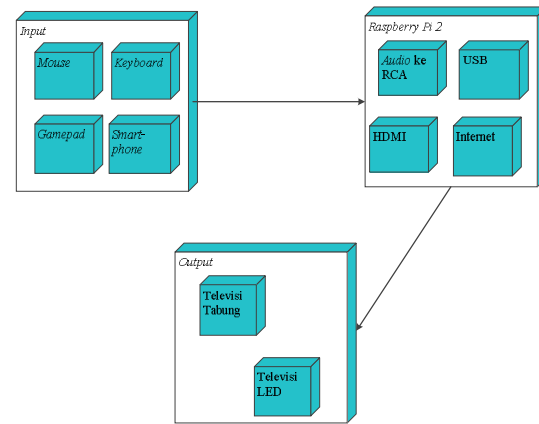 Input
Mouse
Keyboard
Gamepad
Smart-
phone
Raspberry Pi 2
Audio ke
RCA
USB
HDMI
Internet
Output
Televisi
Tabung
Televisi
LED